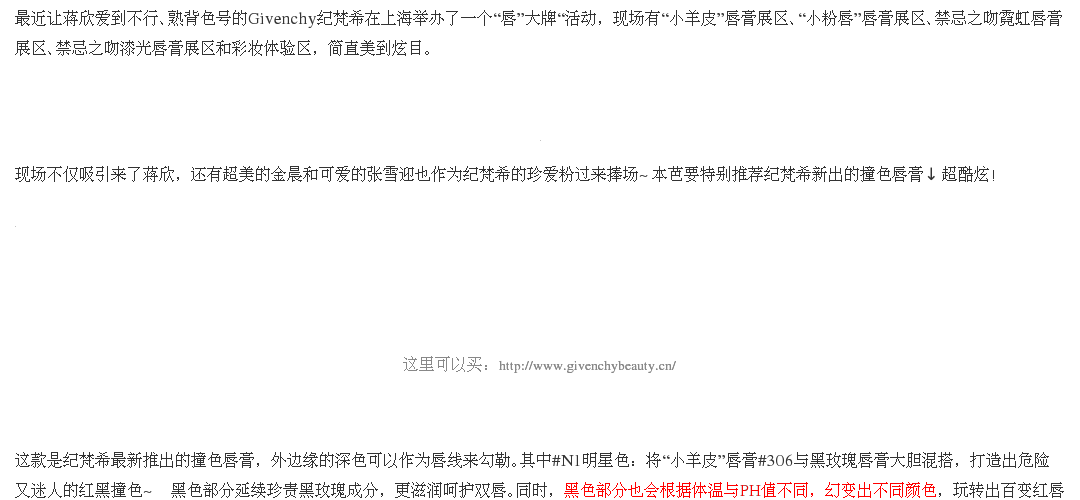 最近让蒋欣爱到不行、熟背色号的Givenchy纪梵希在上海举办了一个“唇”大牌“活动，现场有“小羊皮”唇膏展区、“小粉唇”唇膏展区、禁忌之吻霓虹唇膏
展区、禁忌之吻漆光唇膏展区和彩妆体验区，简直美到炫目。
现场不仅吸引来了蒋欣，还有超美的金晨和可爱的张雪迎也作为纪梵希的珍爱粉过来捧场~ 本芭要特别推荐纪梵希新出的撞色唇膏↓ 超酷炫!
这里可以买：http://www.givenchybeauty.cn/
这款是纪梵希最新推出的撞色唇膏，外边缘的深色可以作为唇线来勾勒。其中#N1明星色：将“小羊皮”唇膏#306与黑玫瑰唇膏大胆混搭，打造出危险
又迷人的红黑撞色~ 黑色部分延续珍贵黑玫瑰成分，更滋润呵护双唇。同时，黑色部分也会根据体温与PH值不同，幻变出不同颜色，玩转出百变红唇